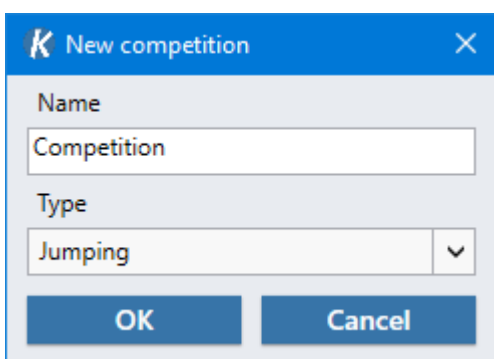 K New competition
Name
Competition
Type
Jumping
OK Cancel